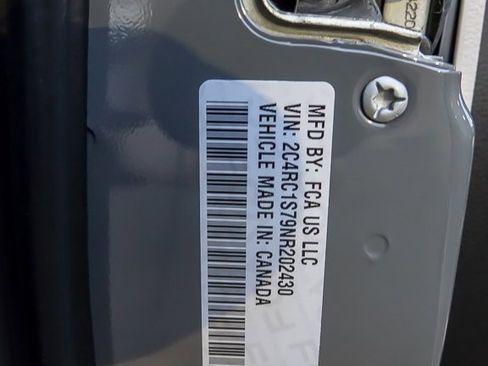 MFD BY: FCA US LLC
VIN: 2C4RC1S79NR202430
VEHICLE MADE IN: CANADA